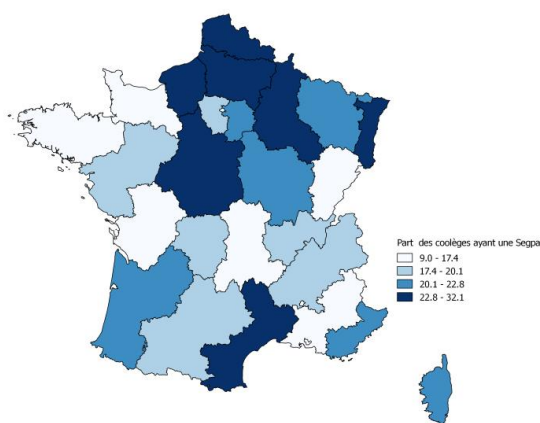 Part des coolèges ayant une Segpa
9.0 - 17.4
17.4 - 20.1
20.1 - 22.8
22.8 - 32.1